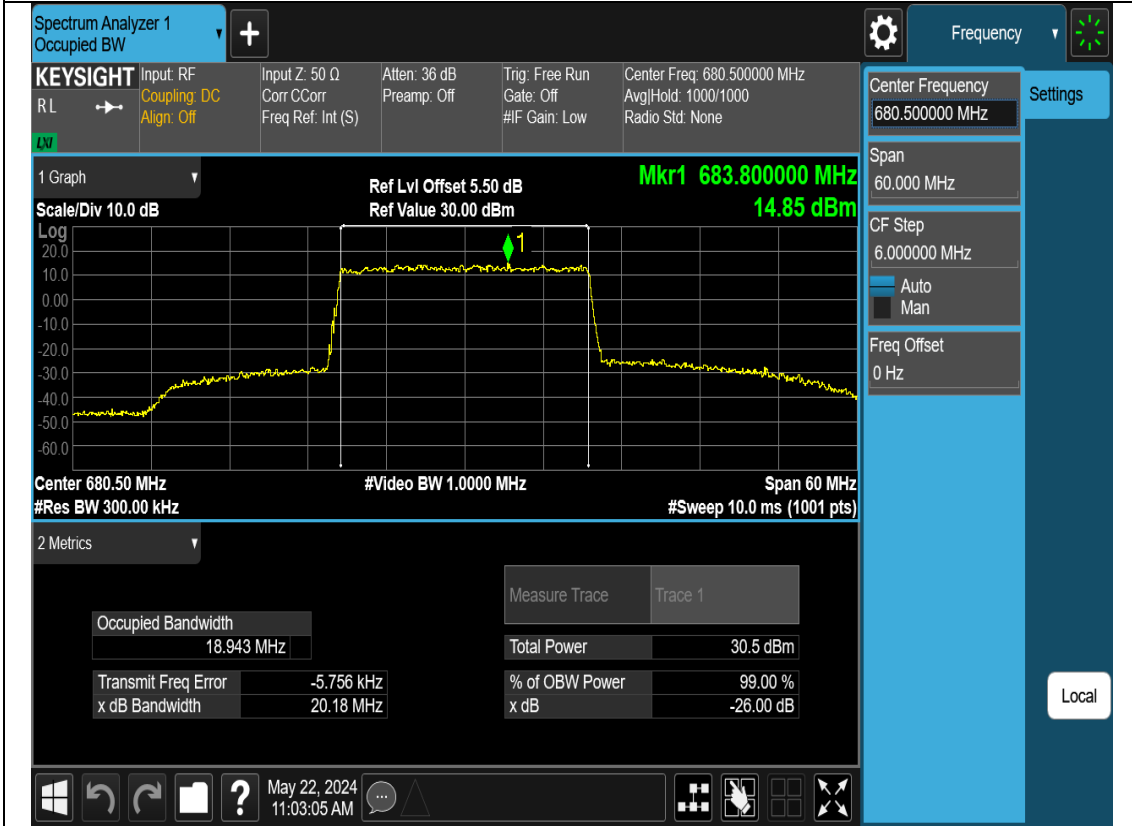 Spectrum Analyzer 1
Occupied BW
▼
+
Frequency
▼
KEYSIGHT
RL
LXI
Input: RF
Coupling: DC
Align: Off
Input Z: 50 Ω
Corr CCorr
Freq Ref: Int (S)
Atten: 36 dB
Preamp: Off
Trig: Free Run
Gate: Off
#IF Gain: Low
Center Freq: 680.500000 MHz
Avg|Hold: 1000/1000
Radio Std: None
Center Frequency
680.500000 MHz
Settings
Span
60.000 MHz
CF Step
6.000000 MHz
Auto
Man
Freq Offset
0 Hz
Local
1 Graph
▼
Scale/Div 10.0 dB
Ref Lvl Offset 5.50 dB
Ref Value 30.00 dBm
Mkr1 683.800000 MHz
14.85 dBm
Log
1
20.0
10.0
0.00
-10.0
-20.0
-30.0
-40.0
-50.0
-60.0
Center 680.50 MHz
#Video BW 1.0000 MHz
Span 60 MHz
#Res BW 300.00 kHz
#Sweep 10.0 ms (1001 pts)
2 Metrics
▼
Measure Trace
Trace 1
Occupied Bandwidth
18.943 MHz
Total Power
30.5 dBm
Transmit Freq Error
-5.756 kHz
% of OBW Power
99.00 %
x dB Bandwidth
20.18 MHz
x dB
-26.00 dB
?
May 22, 2024
11:03:05 AM